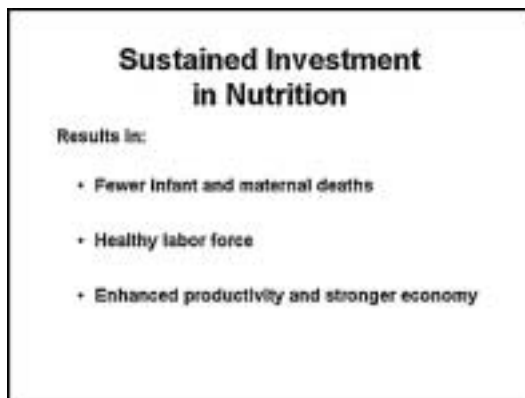 Sustained Investment
in Nutrition
Results in:
• Fewer infant and maternal deaths
• Healthy labor force
• Enhanced productivity and stronger economy